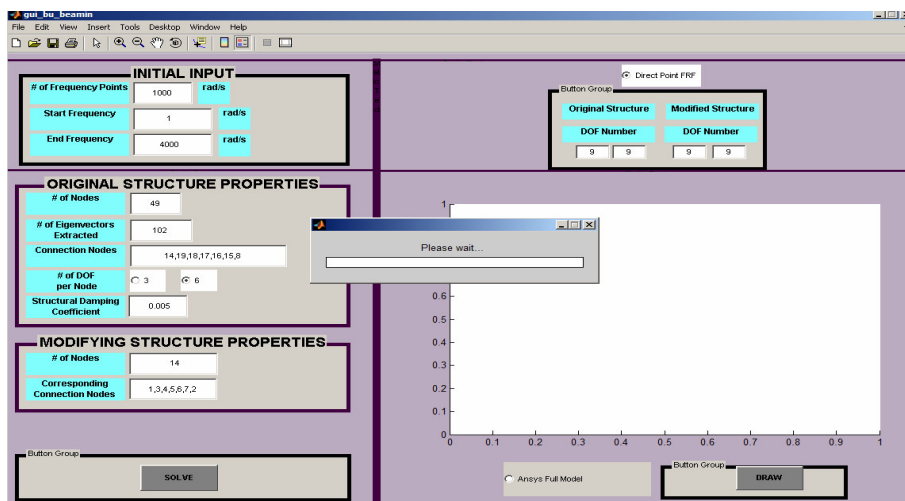 gui_bu_beamin
File Edit View Insert Tools Desktop Window Help
INITIAL INPUT
# of Frequency Points 1000 rad/s
Start Frequency 1 rad/s
End Frequency 4000 rad/s
ORIGINAL STRUCTURE PROPERTIES
# of Nodes 49
# of Eigenvectors
Extracted 102
Connection Nodes 14,19,18,17,16,15,8
# of DOF
per Node 3 6
Structural Damping
Coefficient 0.005
MODIFYING STRUCTURE PROPERTIES
# of Nodes 14
Corresponding
Connection Nodes 1,3,4,5,6,7,2
Button Group
SOLVE
Direct Point FRF
Button Group
Original Structure Modified Structure
DOF Number DOF Number
9 9 9 9
Please wait...
1
0.6
0.5
0.4
0.3
0.2
0.1
0
0 0.1 0.2 0.3 0.4 0.5 0.6 0.7 0.8 0.9 1
Ansys Full Model
Button Group
DRAW